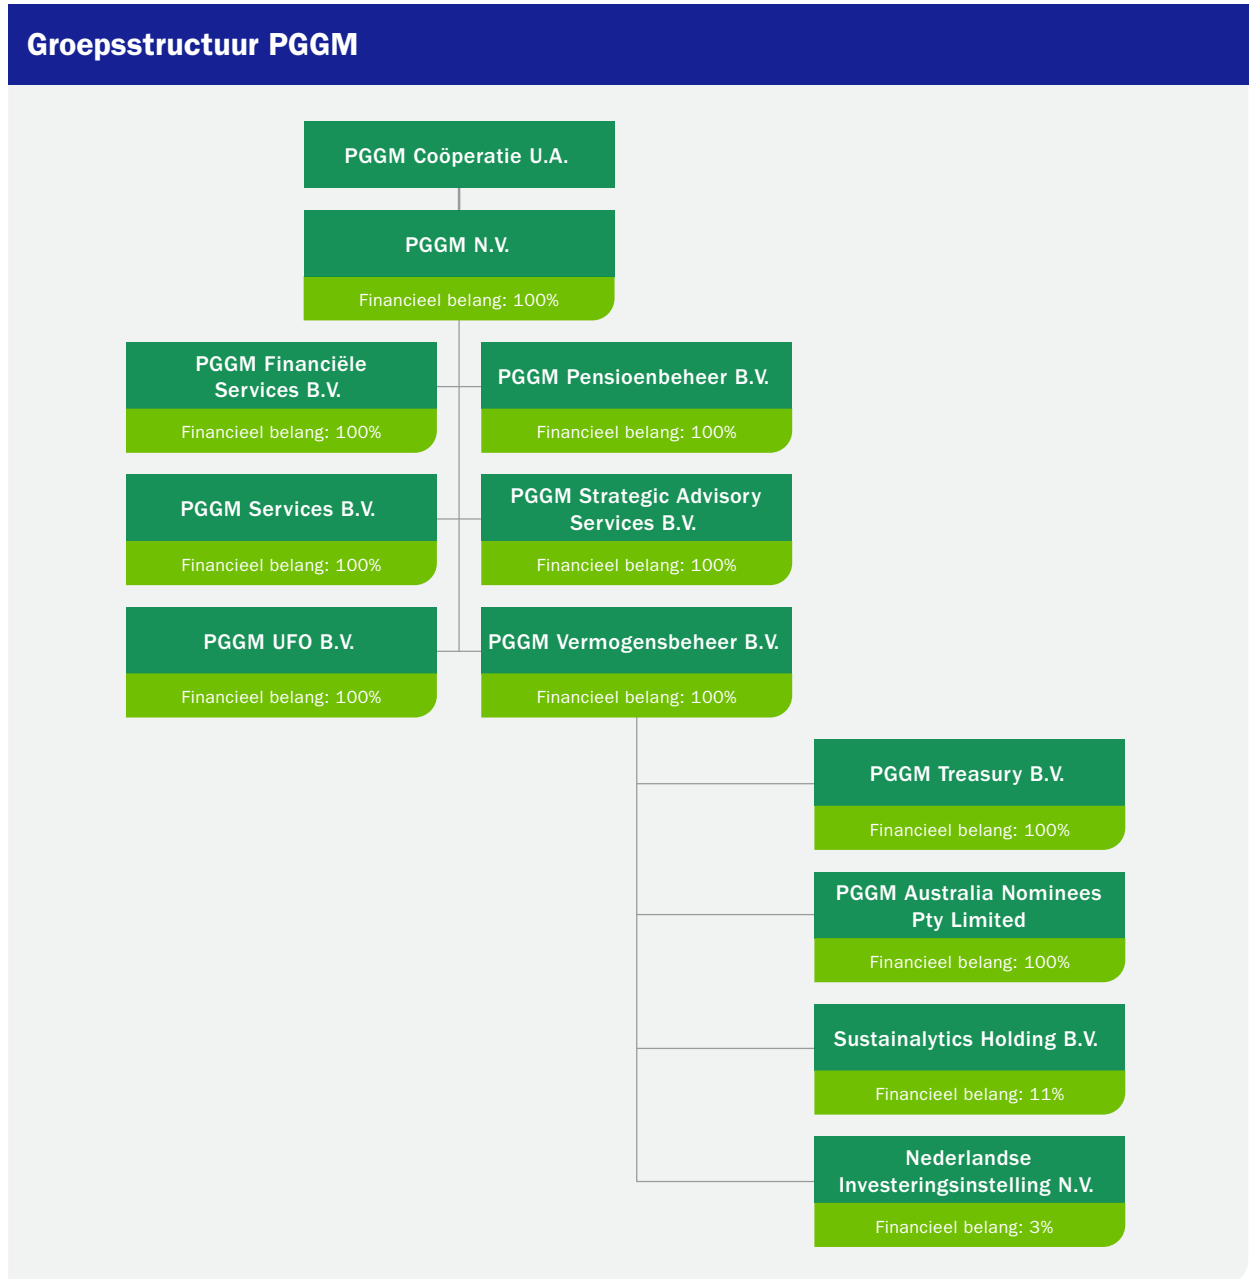 Groepsstructuur PGGM
PGGM Coöperatie U.A.
PGGM N.V.
Financieel belang: 100%
PGGM Financiële
Services B.V.
Financieel belang: 100%
PGGM Pensioenbeheer B.V.
Financieel belang: 100%
PGGM Services B.V.
Financieel belang: 100%
PGGM Strategic Advisory
Services B.V.
Financieel belang: 100%
PGGM UFO B.V.
Financieel belang: 100%
PGGM Vermogensbeheer B.V.
Financieel belang: 100%
PGGM Treasury B.V.
Financieel belang: 100%
PGGM Australia Nominees
Pty Limited
Financieel belang: 100%
Sustainalytics Holding B.V.
Financieel belang: 11%
Nederlandse
Investeringsinstelling N.V.
Financieel belang: 3%